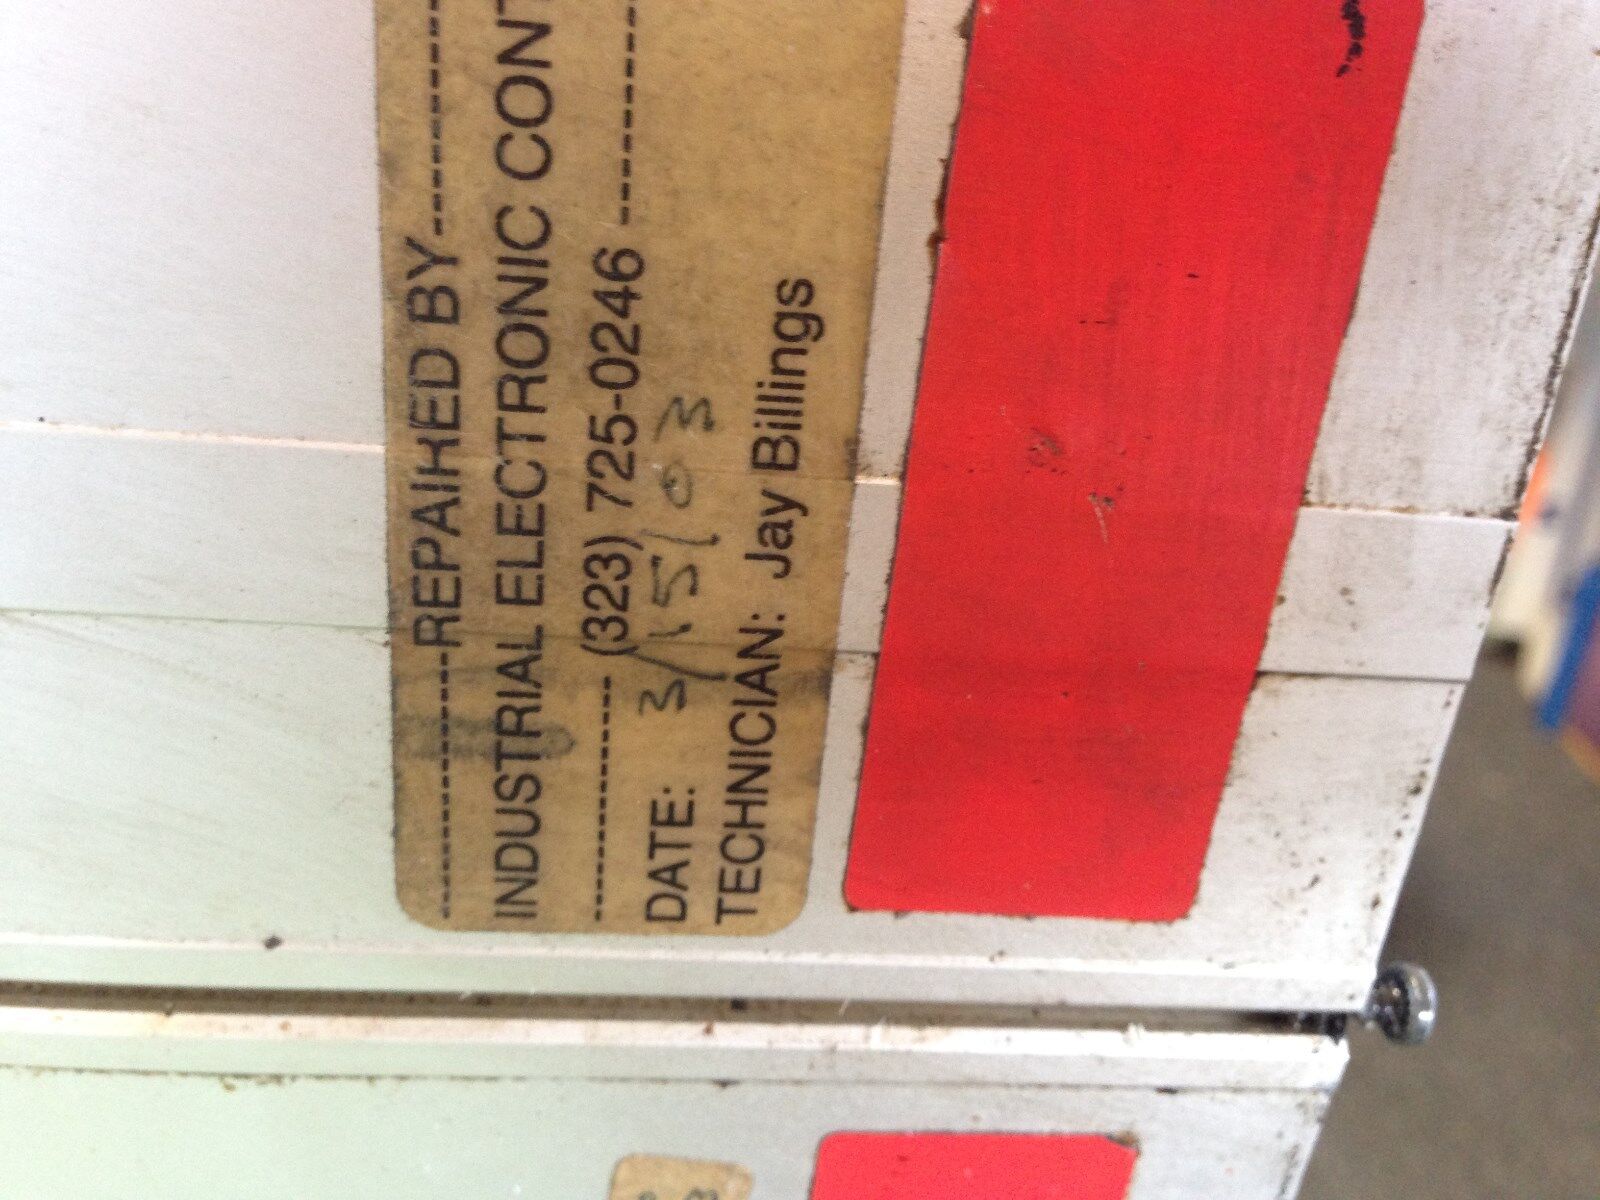 --------------REPAIRED BY--------------
INDUSTRIAL ELECTRONIC CONT
------------- (323) 725-0246 -------------
DATE: 3/15/03
TECHNICIAN: Jay Billings